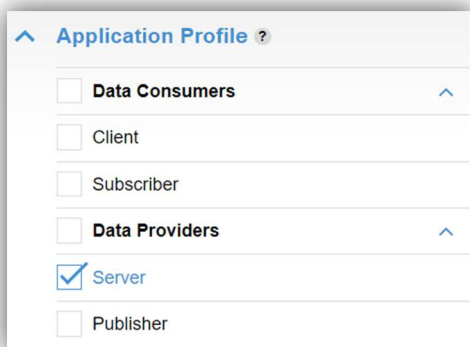 Application Profile ?
Data Consumers
Client
Subscriber
Data Providers
Server
Publisher